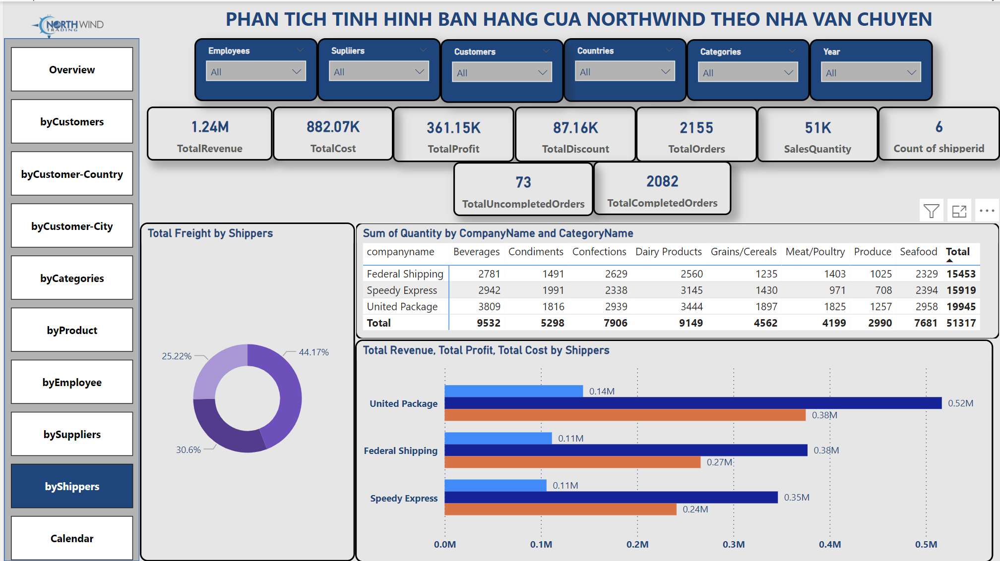 NORTHWIND
TRADING
PHAN TICH TINH HINH BAN HANG CUA NORTHWIND THEO NHA VAN CHUYEN
Employees
All
Supliiers
All
Customers
All
Countries
All
Categories
All
Year
All
Overview
byCustomers
byCustomer-Country
byCustomer-City
byCategories
byProduct
byEmployee
bySuppliers
byShippers
Calendar
1.24M
TotalRevenue
882.07K
TotalCost
361.15K
TotalProfit
87.16K
TotalDiscount
2155
TotalOrders
51K
SalesQuantity
6
Count of shipperid
73
TotalUncompletedOrders
2082
TotalCompletedOrders
Total Freight by Shippers
25.22%
44.17%
30.6%
Sum of Quantity by CompanyName and CategoryName
companyname Beverages Condiments Confections Dairy Products Grains/Cereals Meat/Poultry Produce Seafood Total
Federal Shipping 2781 1491 2629 2560 1235 1403 1025 2329 15453
Speedy Express 2942 1991 2338 3145 1430 971 708 2394 15919
United Package 3809 1816 2939 3444 1897 1825 1257 2958 19945
Total 9532 5298 7906 9149 4562 4199 2990 7681 51317
Total Revenue, Total Profit, Total Cost by Shippers
United Package
0.14M
0.52M
0.38M
Federal Shipping
0.11M
0.38M
0.27M
Speedy Express
0.11M
0.35M
0.24M
0.0M 0.1M 0.2M 0.3M 0.4M 0.5M